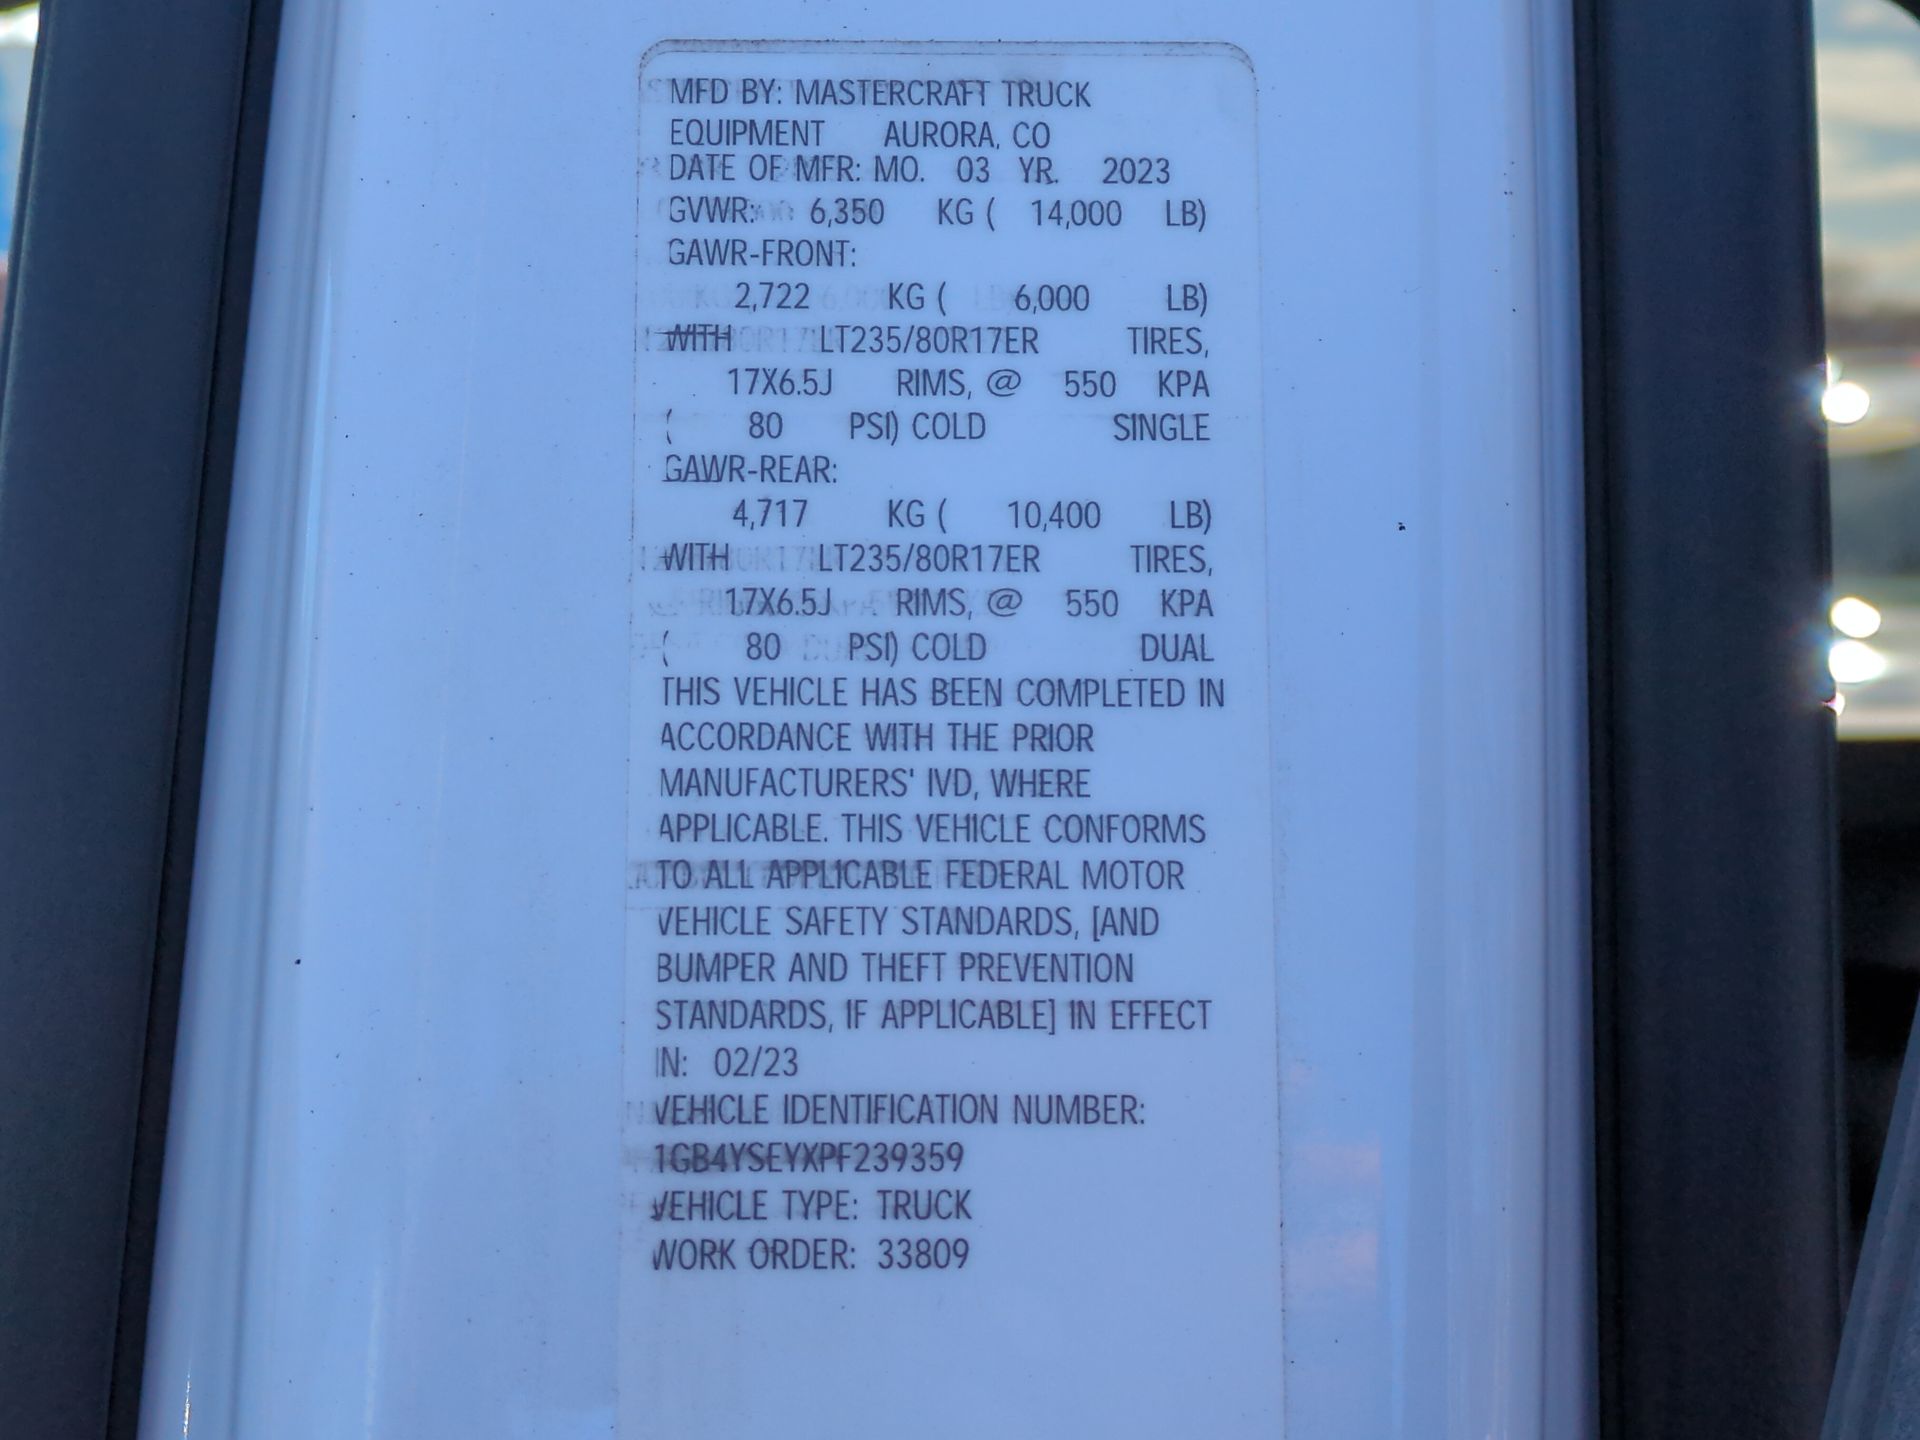 MFD BY: MASTERCRAFT TRUCK
EQUIPMENT AURORA, CO
DATE OF MFR: MO. 03 YR. 2023
GVWR: 6,350 KG ( 14,000 LB)
GAWR-FRONT:
2,722 KG ( 6,000 LB)
WITH LT235/80R17ER TIRES,
17X6.5J RIMS, @ 550 KPA
( 80 PSI) COLD SINGLE
GAWR-REAR:
4,717 KG ( 10,400 LB)
WITH LT235/80R17ER TIRES,
17X6.5J RIMS, @ 550 KPA
( 80 PSI) COLD DUAL
THIS VEHICLE HAS BEEN COMPLETED IN
ACCORDANCE WITH THE PRIOR
MANUFACTURERS' IVD, WHERE
APPLICABLE. THIS VEHICLE CONFORMS
TO ALL APPLICABLE FEDERAL MOTOR
VEHICLE SAFETY STANDARDS, [AND
BUMPER AND THEFT PREVENTION
STANDARDS, IF APPLICABLE] IN EFFECT
IN: 02/23
VEHICLE IDENTIFICATION NUMBER:
1GB4YSEYXPF239359
VEHICLE TYPE: TRUCK
WORK ORDER: 33809